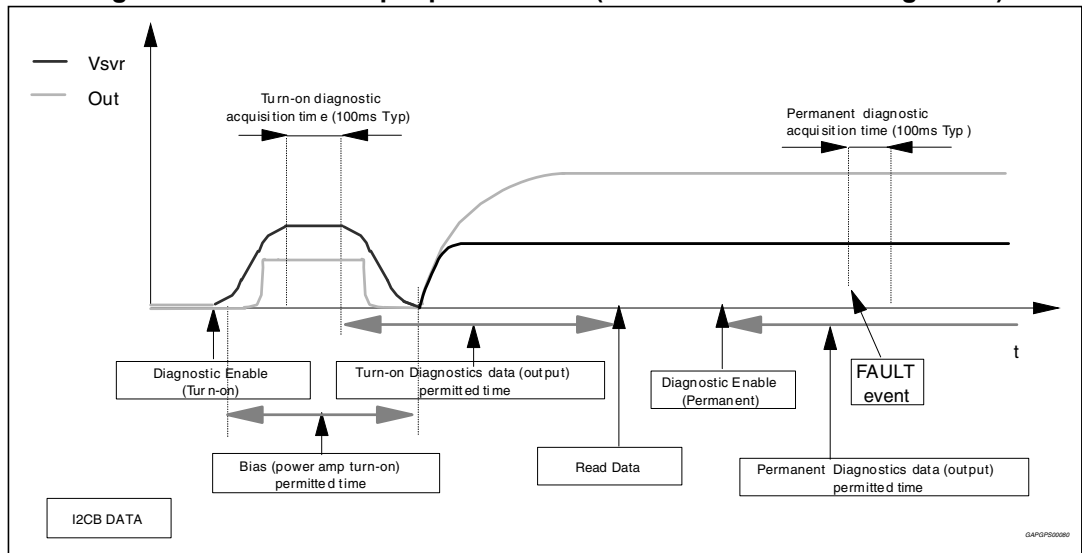 Vsvr
Out
Turn-on diagnostic
acquisition time (100ms Typ)
Permanent diagnostic
acquisition time (100ms Typ)
t
Diagnostic Enable
(Turn-on)
Turn-on Diagnostics data (output)
permitted time
Diagnostic Enable
(Permanent)
FAULT
event
Bias (power amp turn-on)
permitted time
Read Data
Permanent Diagnostics data (output)
permitted time
I2CB DATA
GAPGPS00080